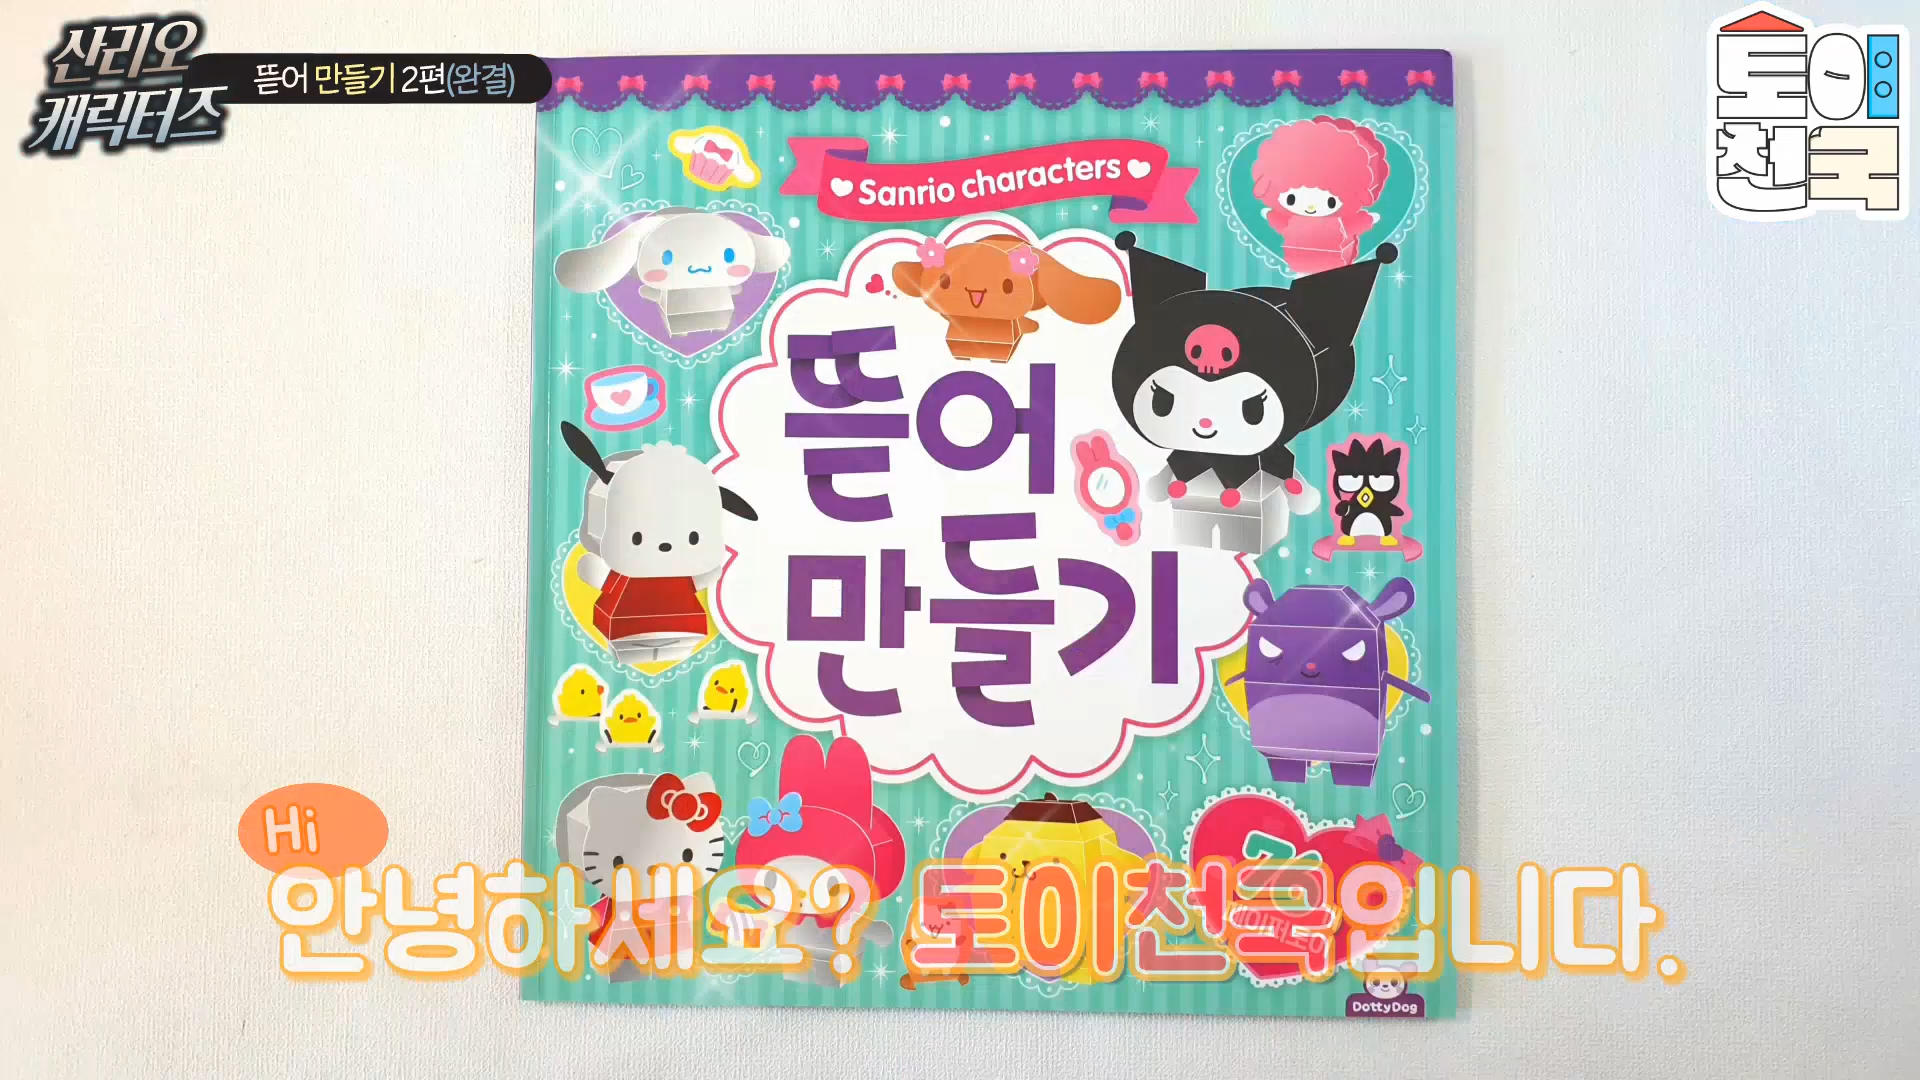 산리오
캐릭터즈
뜯어 만들기 2편(완결)
토이
천국
Sanrio characters
뜯어
만들기
Hi
안녕하세요? 토이천국입니다.
DottyDog